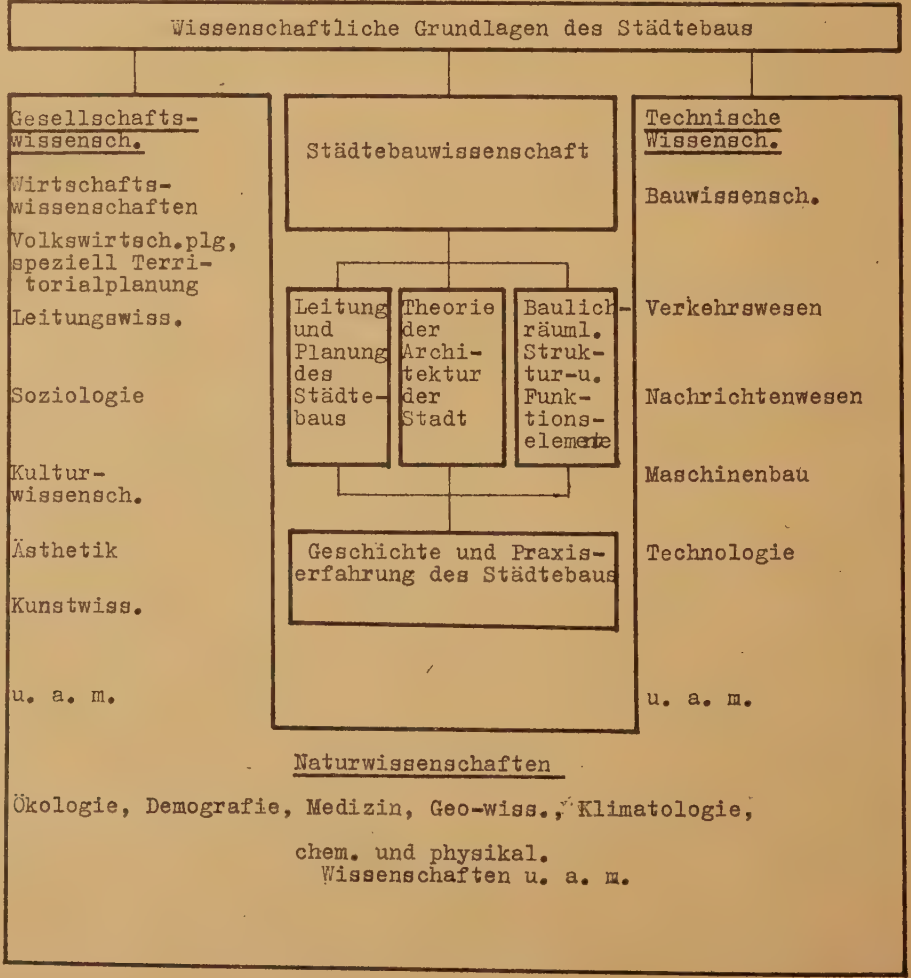 Wissenschaftliche Grundlagen des Städtebaus
Gesellschafts-
wissensch.
Wirtschafts-
wissenschaften
Volkswirtsch.plg,
speziell Terri-
torialplanung
Leitungswiss.
Soziologie
Kultur-
wissensch.
Ästhetik
Kunstwiss.
u. a. m.
Städtebauwissenschaft
Leitung
und
Planung
des
Städte-
baus
Theorie
der
Archi-
tektur
der
Stadt
Baulich-
räuml.
Struk-
tur-u.
Funk-
tions-
elemente
Geschichte und Praxis-
erfahrung des Städtebaus
Technische
Wissensch.
Bauwissensch.
Verkehrswesen
Nachrichtenwesen
Maschinenbau
Technologie
u. a. m.
Naturwissenschaften
Ökologie, Demografie, Medizin, Geo-wiss., Klimatologie,
chem. und physikal.
Wissenschaften u. a. m.